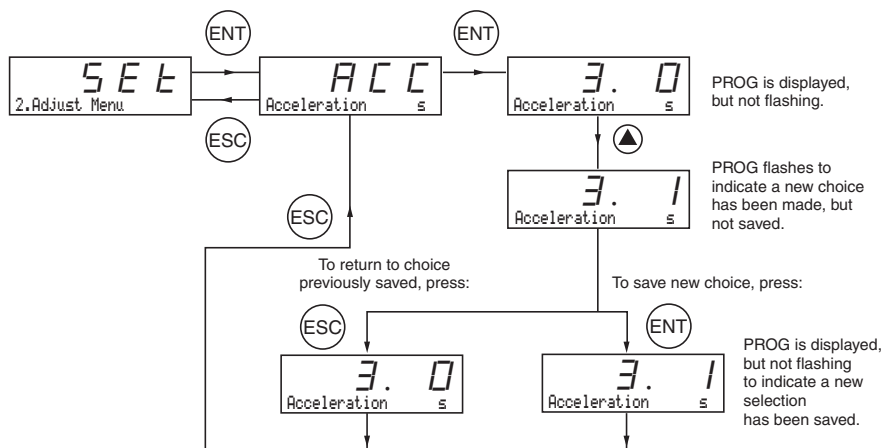 ENT
ENT
SEt
2.Adjust Menu
ACC
Acceleration s
3. 0
Acceleration s
PROG is displayed,
but not flashing.
ESC
3. 1
Acceleration s
PROG flashes to
indicate a new choice
has been made, but
not saved.
ESC
To return to choice
previously saved, press:
To save new choice, press:
ESC
ENT
3. 0
Acceleration s
3. 1
Acceleration s
PROG is displayed,
but not flashing
to indicate a new
selection
has been saved.